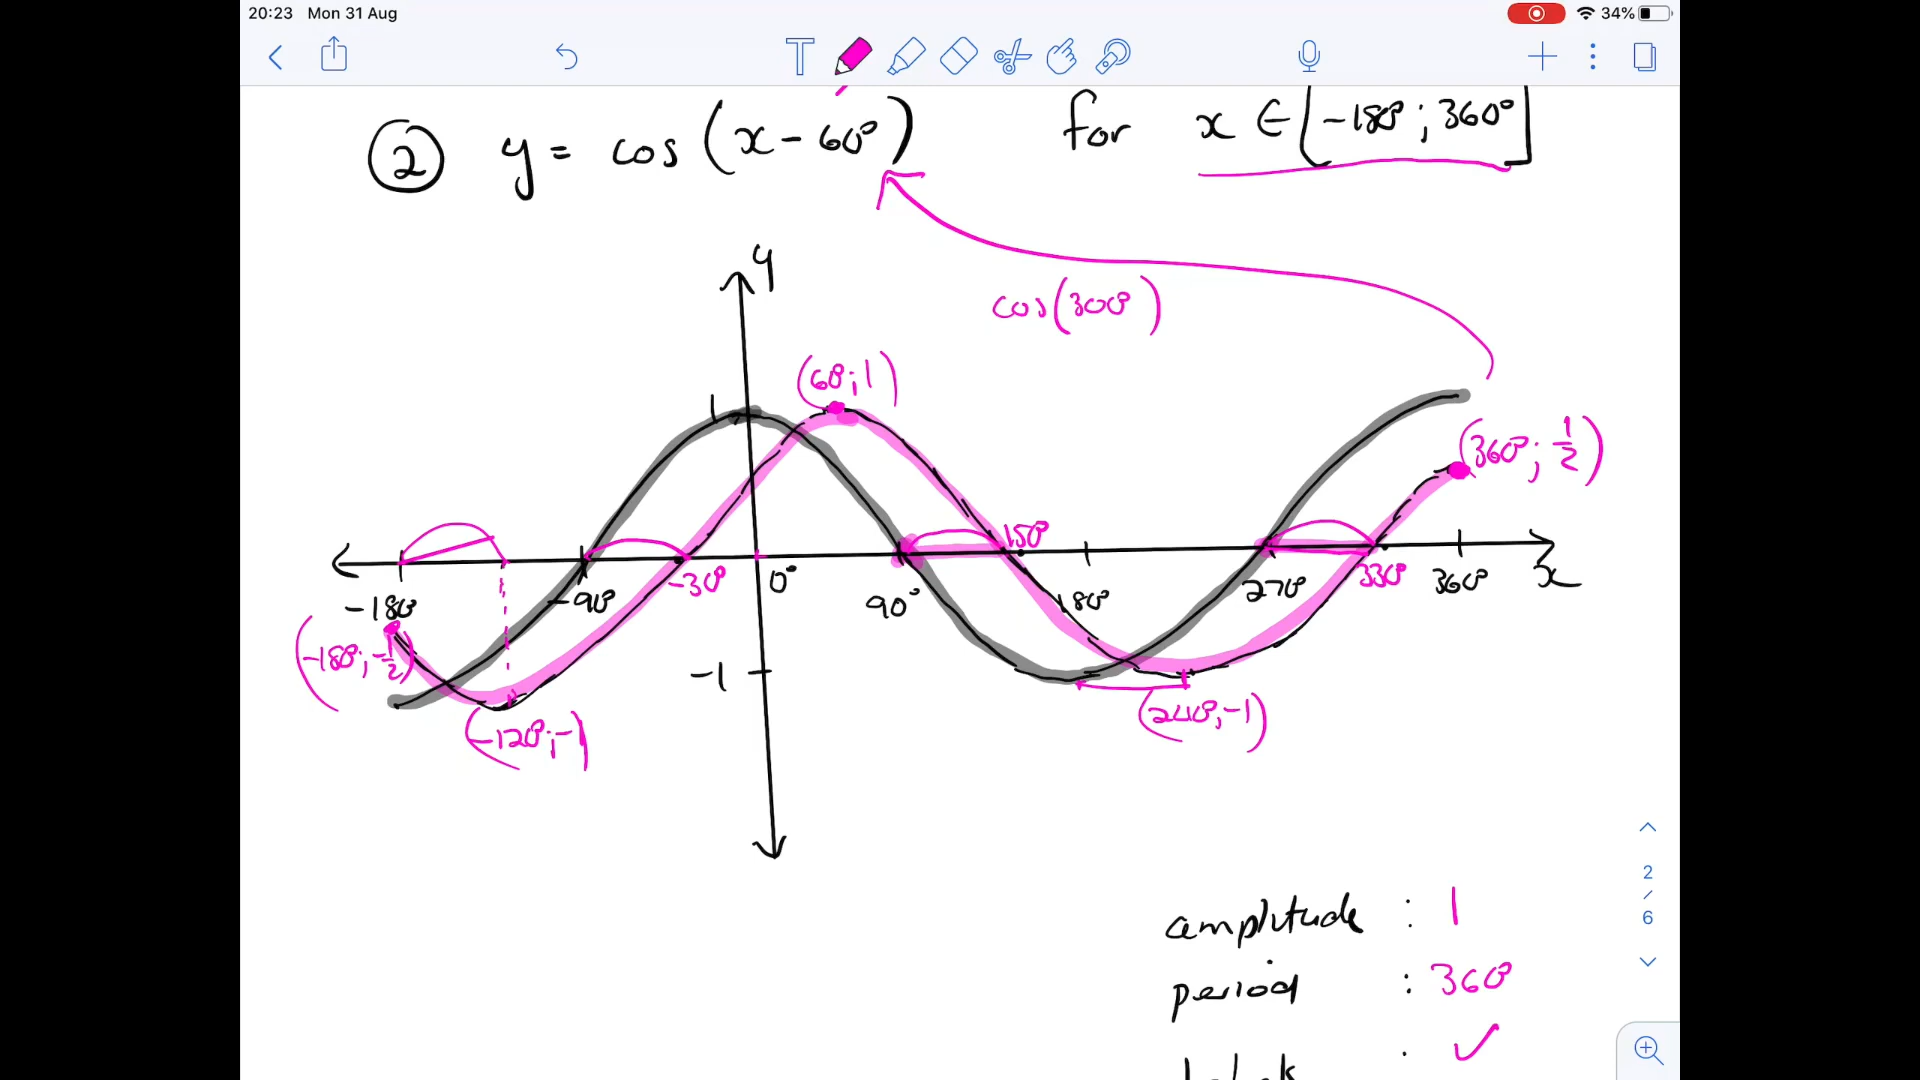 20:23 Mon 31 Aug 34%
② y = cos (x - 60°) for x ∈ [-180° ; 360°]
y
cos(300°)
(60° ; 1)
1
(360° ; 1/2)
150°
-180° -90° -30° 0° 90° 180° 270° 330° 360° x
(-180° ; -1/2)
-1
(-120° ; -1) (240° ; -1)
2
/
6
amplitude : 1
period : 360°
: ✓